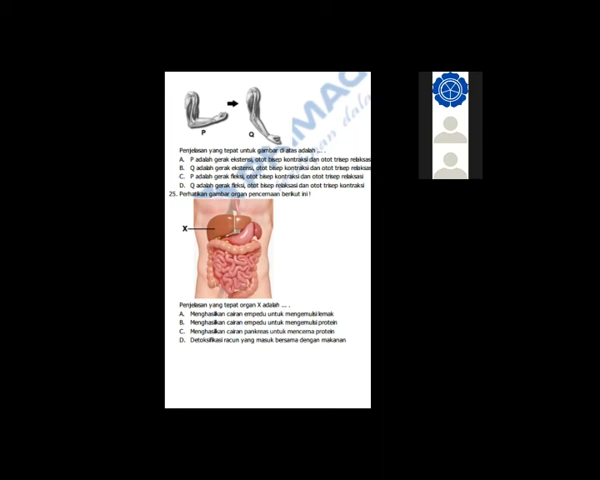 P
Q
Penjelasan yang tepat untuk gambar di atas adalah ... .
A. P adalah gerak ekstensi, otot bisep kontraksi dan otot trisep relaksas
B. Q adalah gerak ekstensi, otot bisep kontraksi dan otot trisep relaksas
C. P adalah gerak fleksi, otot bisep kontraksi dan otot trisep relaksasi
D. Q adalah gerak fleksi, otot bisep relaksasi dan otot trisep kontraksi
25. Perhatikan gambar organ pencernaan berikut ini !
X
Penjelasan yang tepat organ X adalah ... .
A. Menghasilkan cairan empedu untuk mengemulsi lemak
B. Menghasilkan cairan empedu untuk mengemulsi protein
C. Menghasilkan cairan pankreas untuk mencerna protein
D. Detoksifikasi racun yang masuk bersama dengan makanan